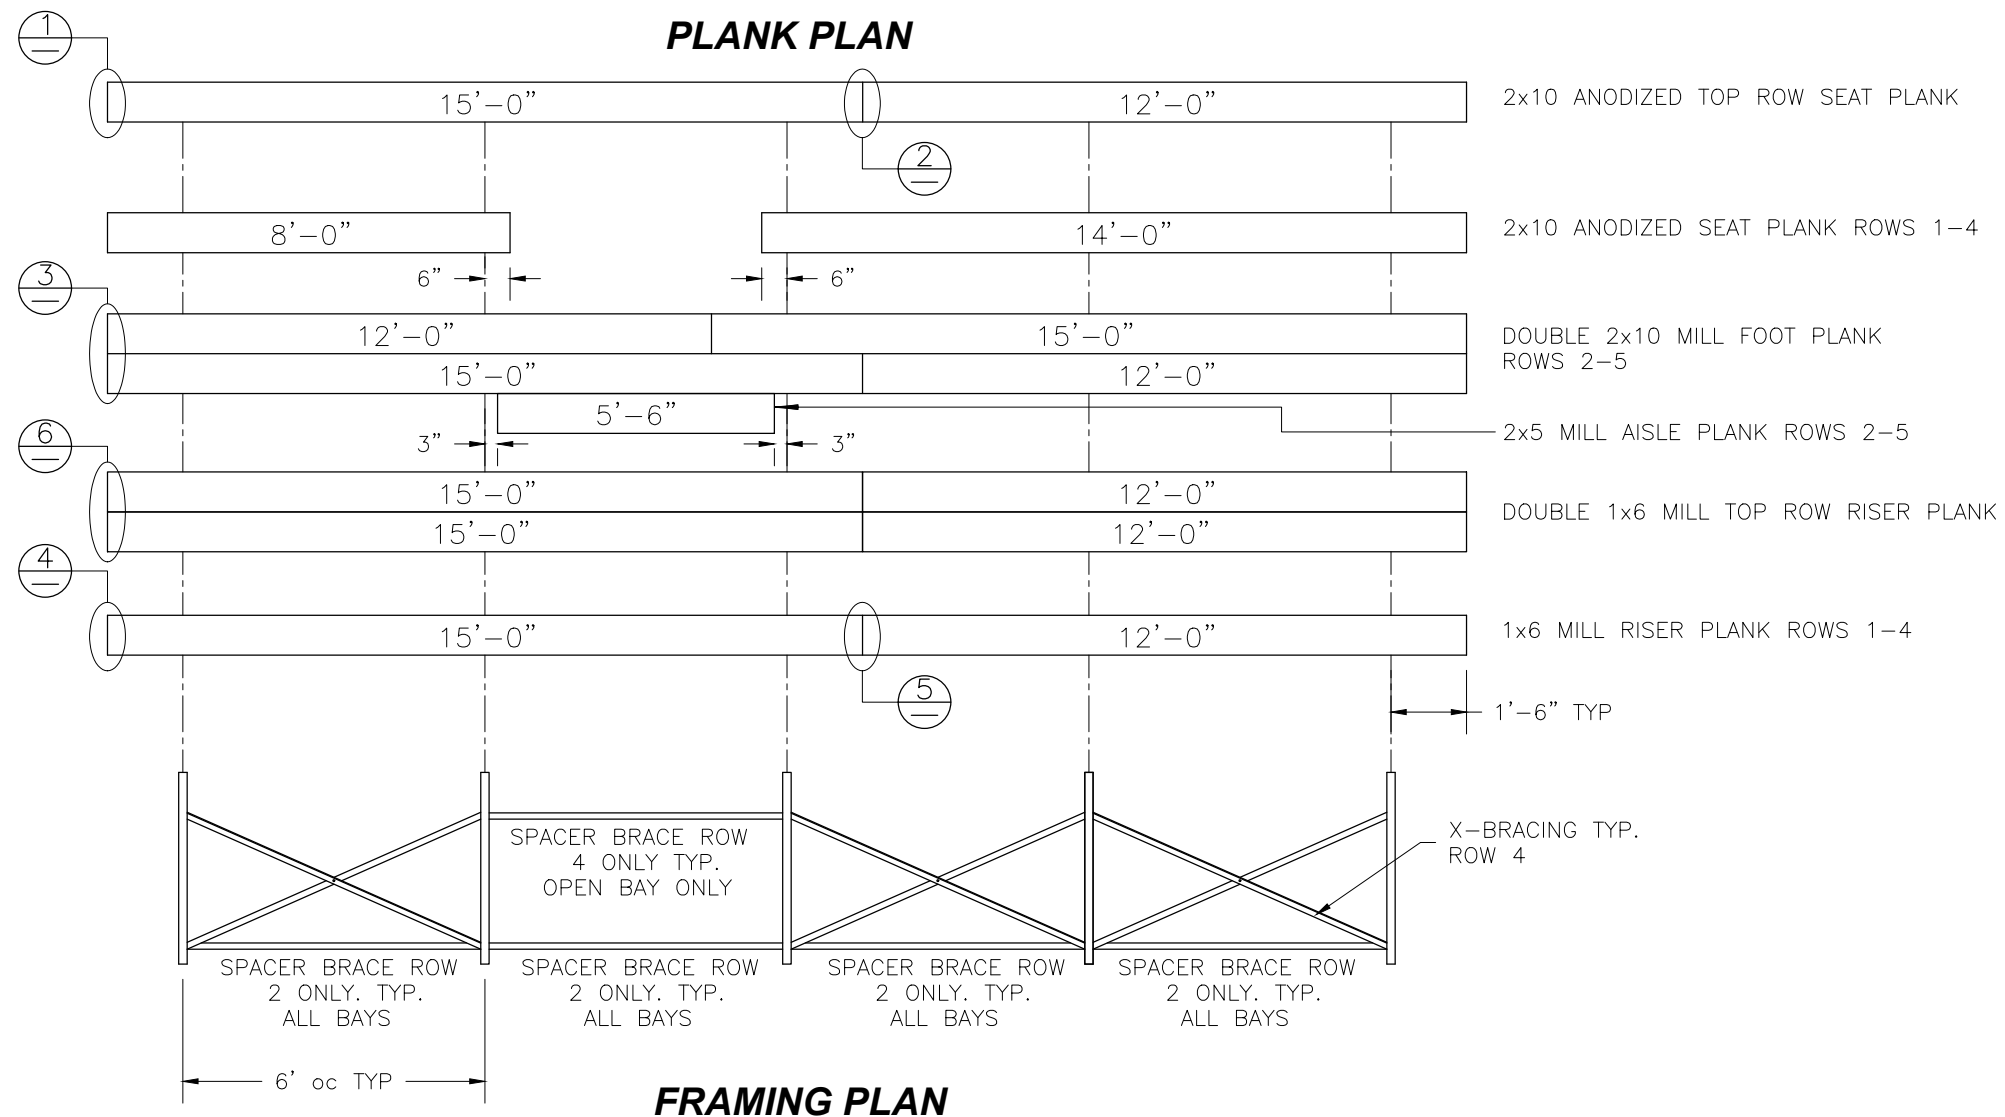 PLANK PLAN
1
15’-0” 12’-0” 2x10 ANODIZED TOP ROW SEAT PLANK
2
8’-0” 14’-0” 2x10 ANODIZED SEAT PLANK ROWS 1-4
6” 6”
3
12’-0” 15’-0” DOUBLE 2x10 MILL FOOT PLANK
ROWS 2-5
15’-0” 12’-0”
5’-6”
3” 3” 2x5 MILL AISLE PLANK ROWS 2-5
6
15’-0” 12’-0”
DOUBLE 1x6 MILL TOP ROW RISER PLANK
15’-0” 12’-0”
4
15’-0” 12’-0” 1x6 MILL RISER PLANK ROWS 1-4
5
1’-6” TYP
SPACER BRACE ROW
4 ONLY TYP.
OPEN BAY ONLY
X-BRACING TYP.
ROW 4
SPACER BRACE ROW
2 ONLY. TYP.
ALL BAYS
SPACER BRACE ROW
2 ONLY. TYP.
ALL BAYS
SPACER BRACE ROW
2 ONLY. TYP.
ALL BAYS
SPACER BRACE ROW
2 ONLY. TYP.
ALL BAYS
6’ oc TYP
FRAMING PLAN